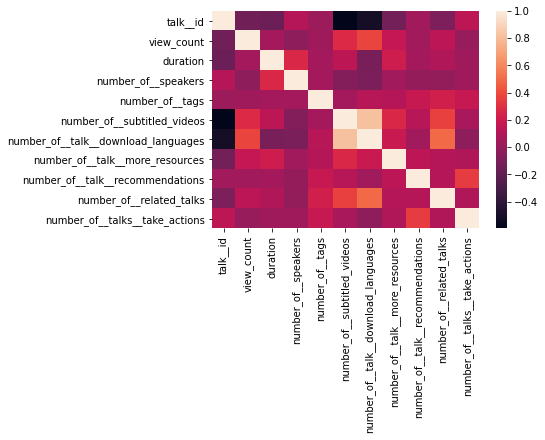 talk__id
view_count
duration
number_of__speakers
number_of__tags
number_of__subtitled_videos
number_of__talk__download_languages
number_of__talk__more_resources
number_of__talk__recommendations
number_of__related_talks
number_of__talks__take_actions
talk__id
view_count
duration
number_of__speakers
number_of__tags
number_of__subtitled_videos
number_of__talk__download_languages
number_of__talk__more_resources
number_of__talk__recommendations
number_of__related_talks
number_of__talks__take_actions
1.0
0.8
0.6
0.4
0.2
0.0
−0.2
−0.4